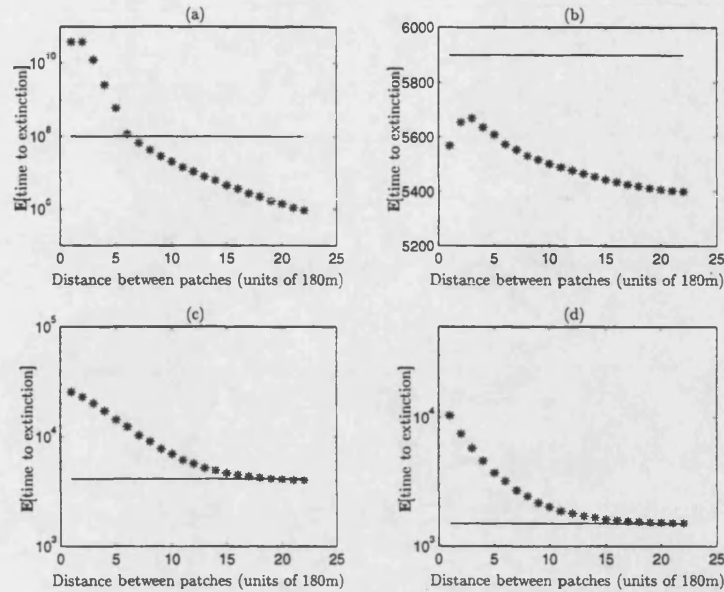 (a)
E[time to extinction]
10^10
10^8
10^6
0 5 10 15 20 25
Distance between patches (units of 180m)
(b)
E[time to extinction]
6000
5800
5600
5400
5200
0 5 10 15 20 25
Distance between patches (units of 180m)
(c)
E[time to extinction]
10^5
10^4
10^3
0 5 10 15 20 25
Distance between patches (units of 180m)
(d)
E[time to extinction]
10^4
10^3
0 5 10 15 20 25
Distance between patches (units of 180m)